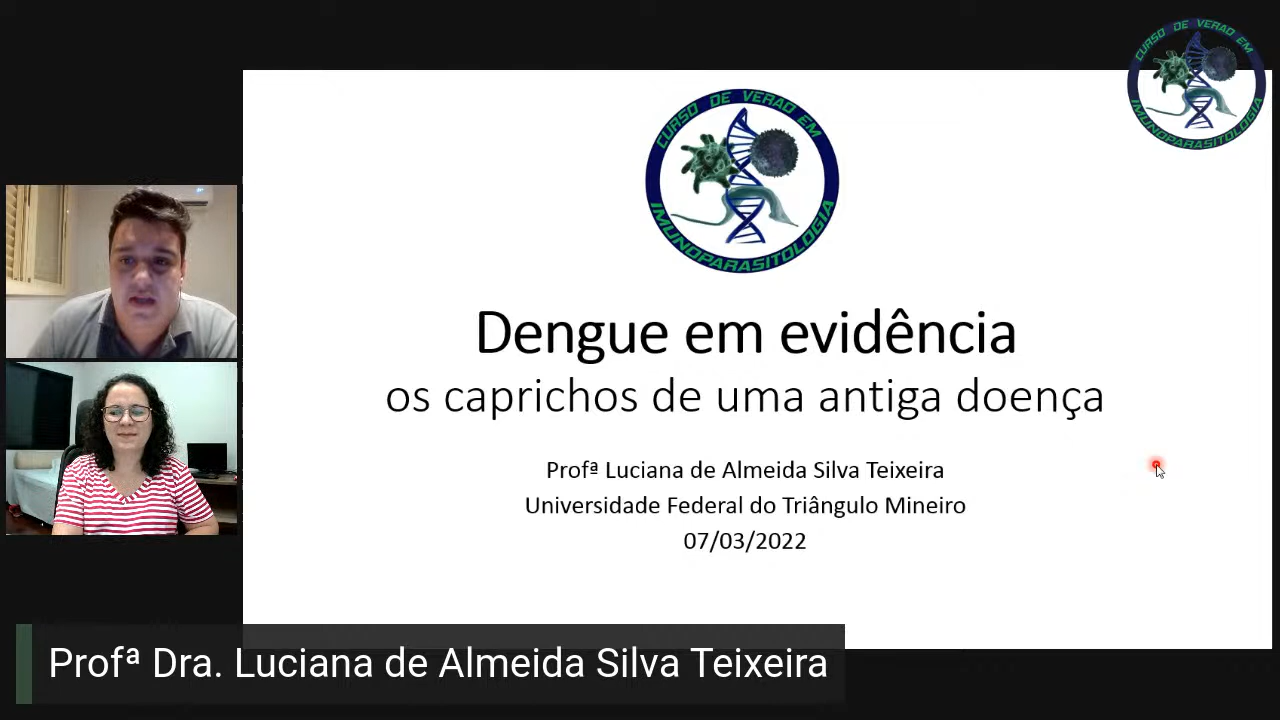 CURSO DE VERÃO EM
IMUNOPARASITOLOGIA
CURSO DE VERÃO EM
IMUNOPARASITOLOGIA
Dengue em evidência
os caprichos de uma antiga doença
Profª Luciana de Almeida Silva Teixeira
Universidade Federal do Triângulo Mineiro
07/03/2022
Profª Dra. Luciana de Almeida Silva Teixeira